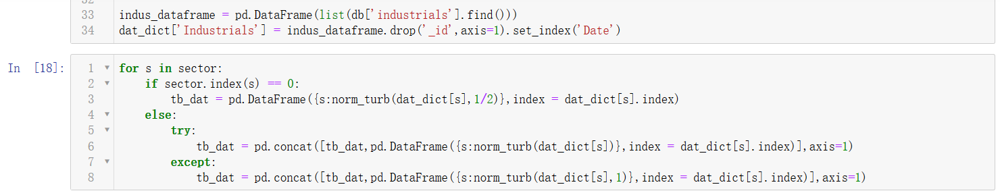 32
33 indus_dataframe = pd.DataFrame(list(db['industrials'].find()))
34 dat_dict['Industrials'] = indus_dataframe.drop('_id',axis=1).set_index('Date')
In [18]:
1 for s in sector:
2     if sector.index(s) == 0:
3         tb_dat = pd.DataFrame({s:norm_turb(dat_dict[s],1/2)},index = dat_dict[s].index)
4     else:
5         try:
6             tb_dat = pd.concat([tb_dat,pd.DataFrame({s:norm_turb(dat_dict[s])},index = dat_dict[s].index)],axis=1)
7         except:
8             tb_dat = pd.concat([tb_dat,pd.DataFrame({s:norm_turb(dat_dict[s],1)},index = dat_dict[s].index)],axis=1)